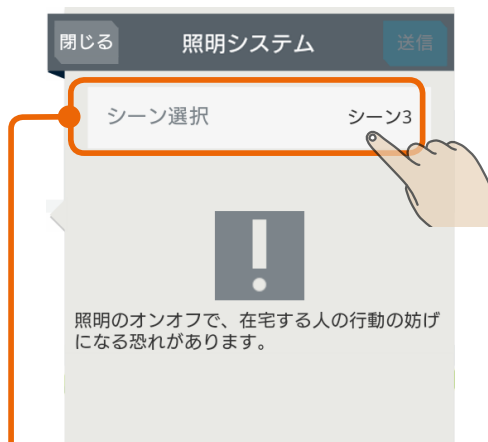 閉じる 照明システム 送信
シーン選択 シーン3
照明のオンオフで、在宅する人の行動の妨げ
になる恐れがあります。